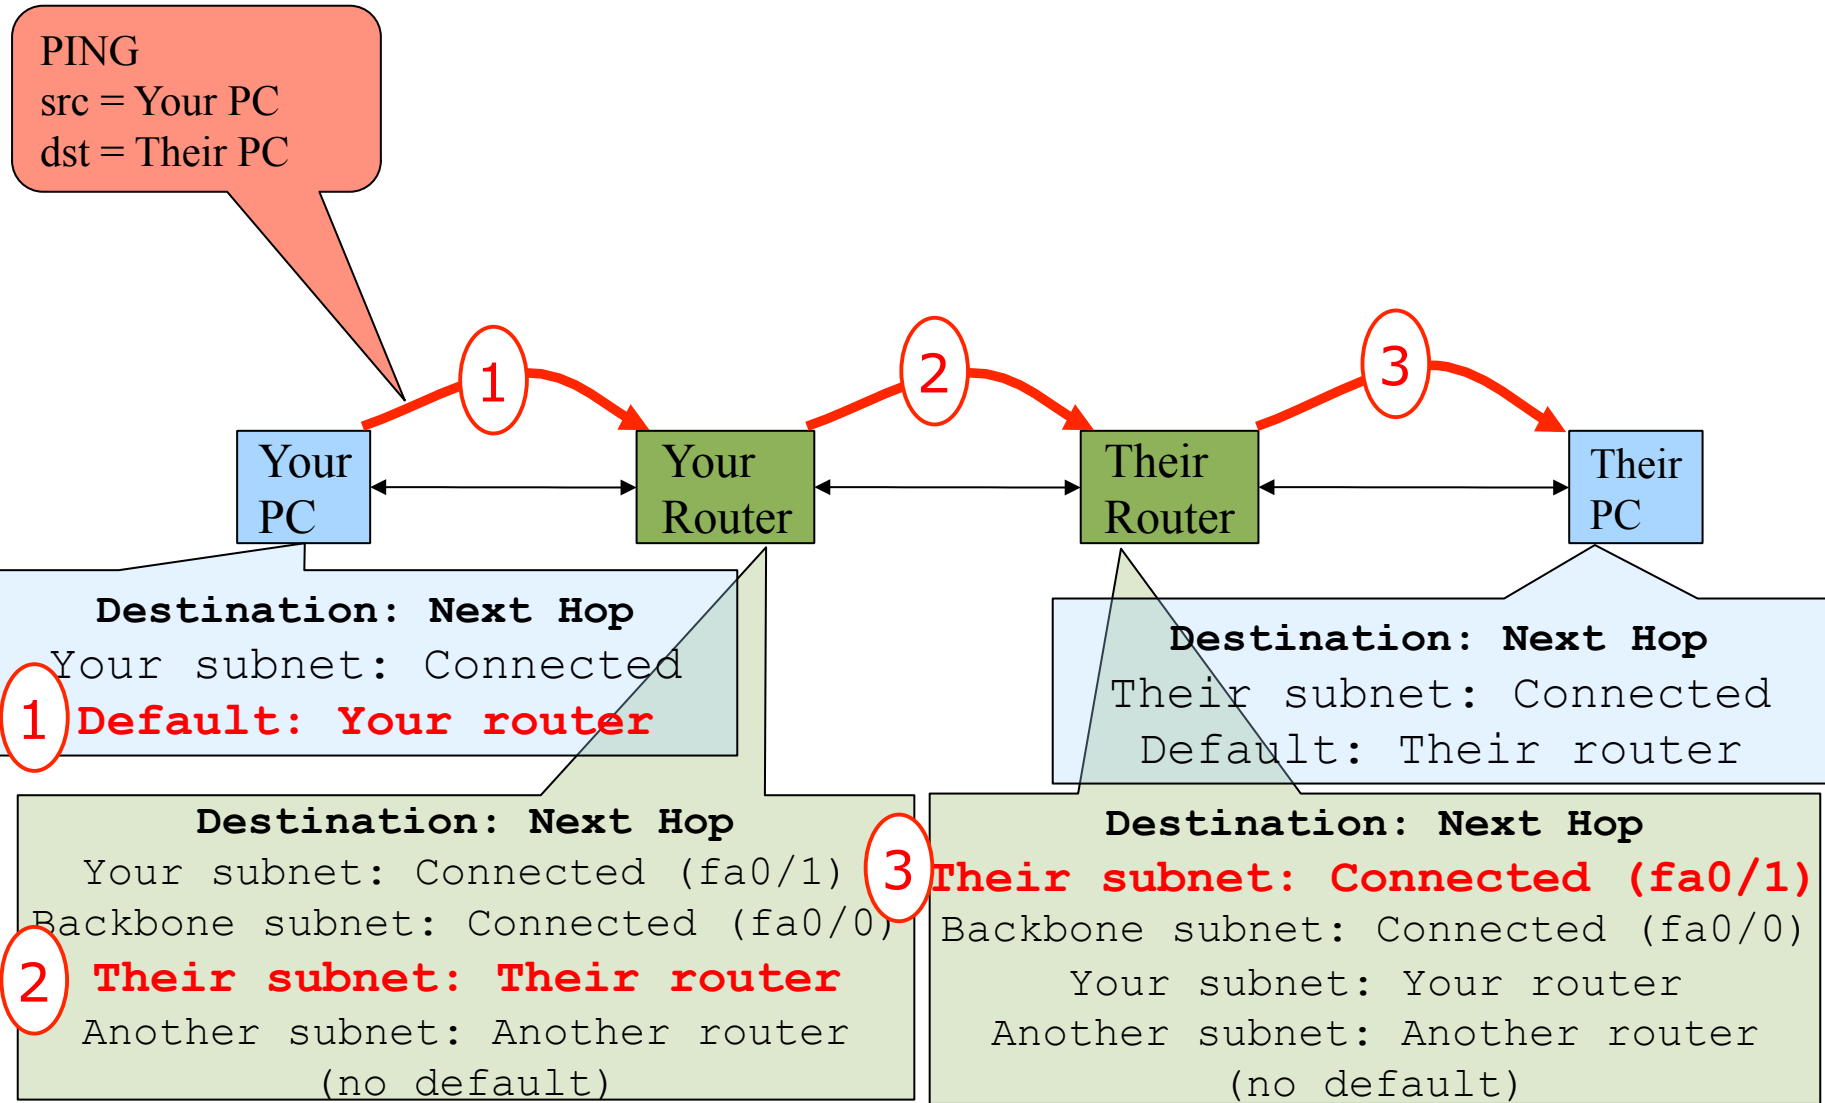 PING
src = Your PC
dst = Their PC
1
2
3
Your
PC
Your
Router
Their
Router
Their
PC
Destination: Next Hop
Your subnet: Connected
1 Default: Your router
Destination: Next Hop
Their subnet: Connected
Default: Their router
Destination: Next Hop
Your subnet: Connected (fa0/1)
Backbone subnet: Connected (fa0/0)
2 Their subnet: Their router
Another subnet: Another router
(no default)
Destination: Next Hop
3 Their subnet: Connected (fa0/1)
Backbone subnet: Connected (fa0/0)
Your subnet: Your router
Another subnet: Another router
(no default)